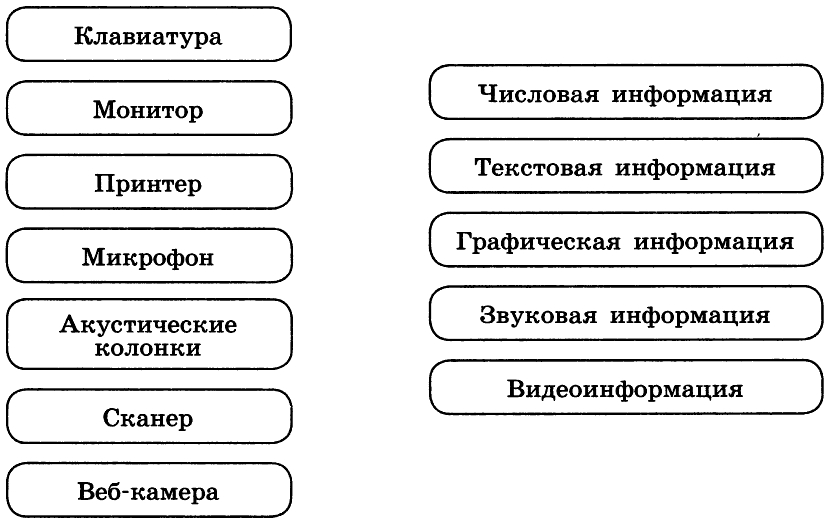 Клавиатура
Монитор
Принтер
Микрофон
Акустические
колонки
Сканер
Веб-камера
Числовая информация
Текстовая информация
Графическая информация
Звуковая информация
Видеоинформация